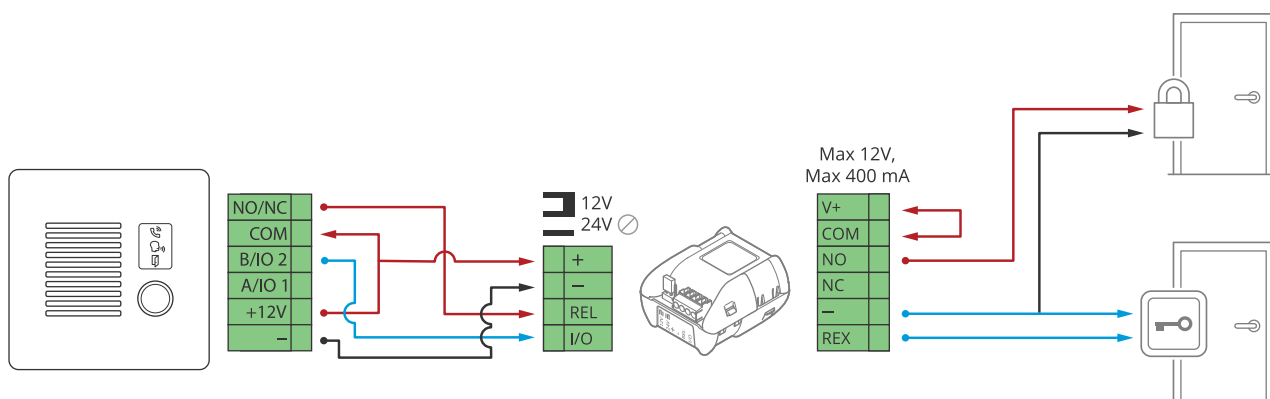 NO/NC
COM
B/IO 2
A/IO 1
+12V
–
12V
24V
+
–
REL
I/O
Max 12V,
Max 400 mA
V+
COM
NO
NC
–
REX